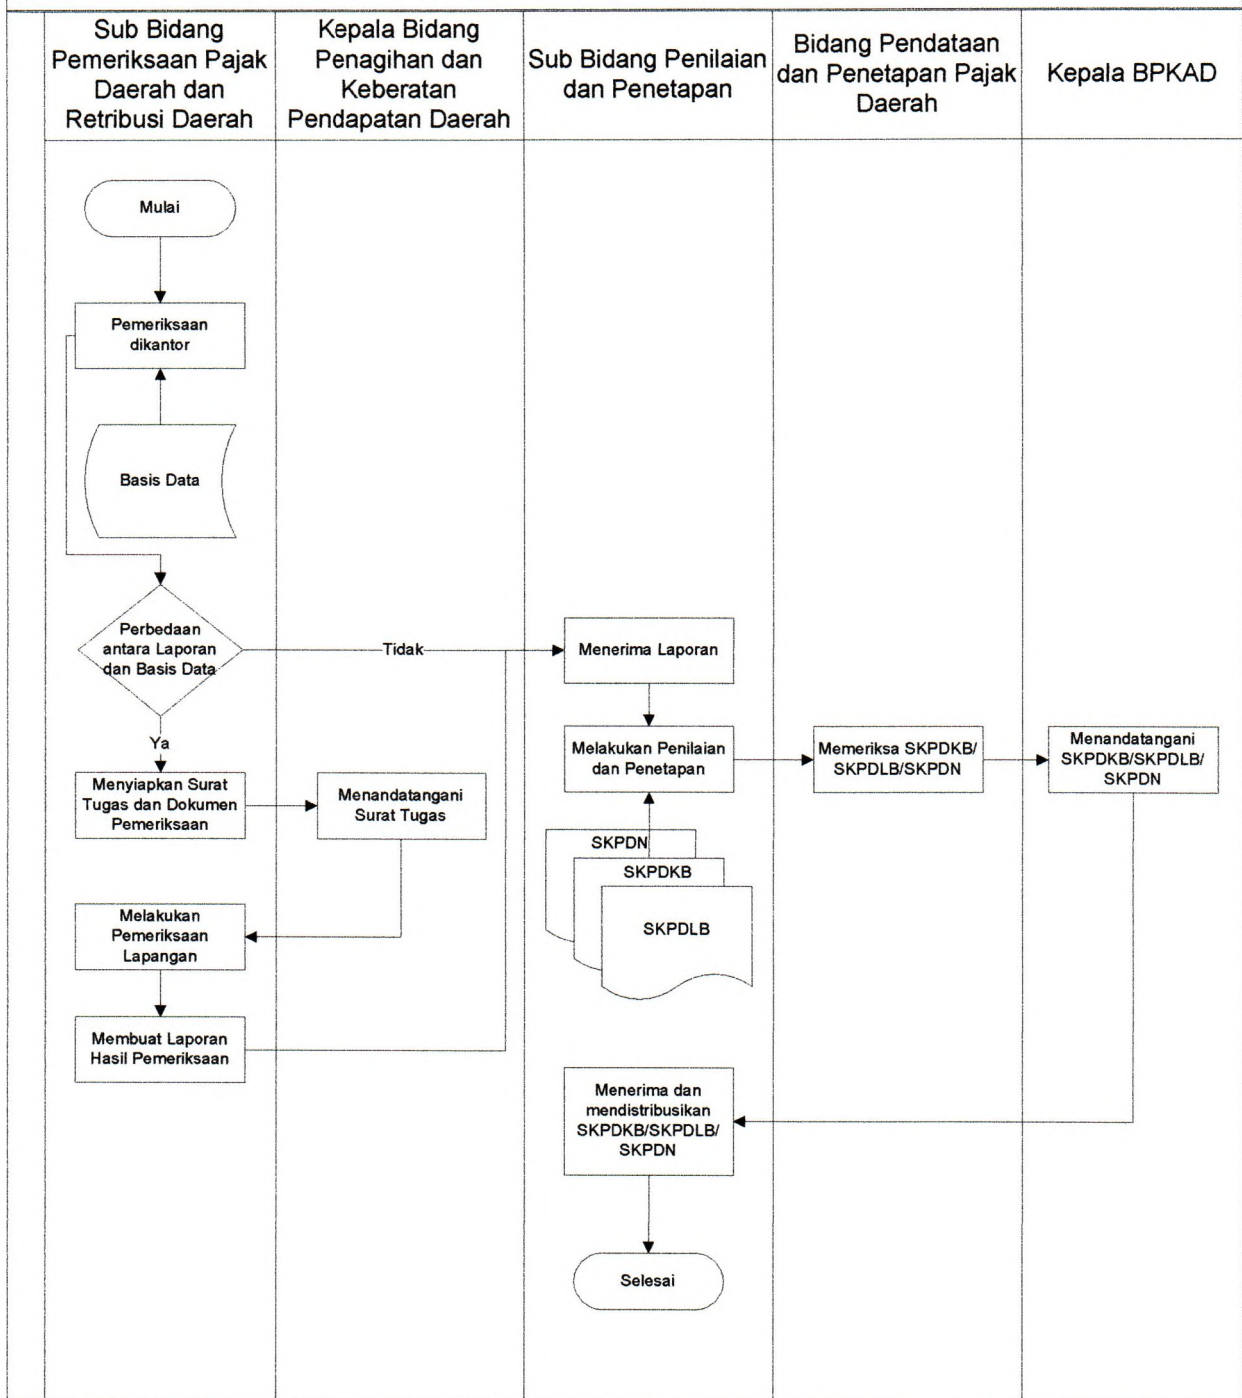 Sub Bidang
Pemeriksaan Pajak
Daerah dan
Retribusi Daerah
Kepala Bidang
Penagihan dan
Keberatan
Pendapatan Daerah
Sub Bidang Penilaian
dan Penetapan
Bidang Pendataan
dan Penetapan Pajak
Daerah
Kepala BPKAD
Mulai
Pemeriksaan
dikantor
Basis Data
Perbedaan
antara Laporan
dan Basis Data
Tidak
Menerima Laporan
Ya
Menyiapkan Surat
Tugas dan Dokumen
Pemeriksaan
Menandatangani
Surat Tugas
Melakukan Penilaian
dan Penetapan
Memeriksa SKPDKB/
SKPDLB/SKPDN
Menandatangani
SKPDKB/SKPDLB/
SKPDN
SKPDN
SKPDKB
SKPDLB
Melakukan
Pemeriksaan
Lapangan
Membuat Laporan
Hasil Pemeriksaan
Menerima dan
mendistribusikan
SKPDKB/SKPDLB/
SKPDN
Selesai